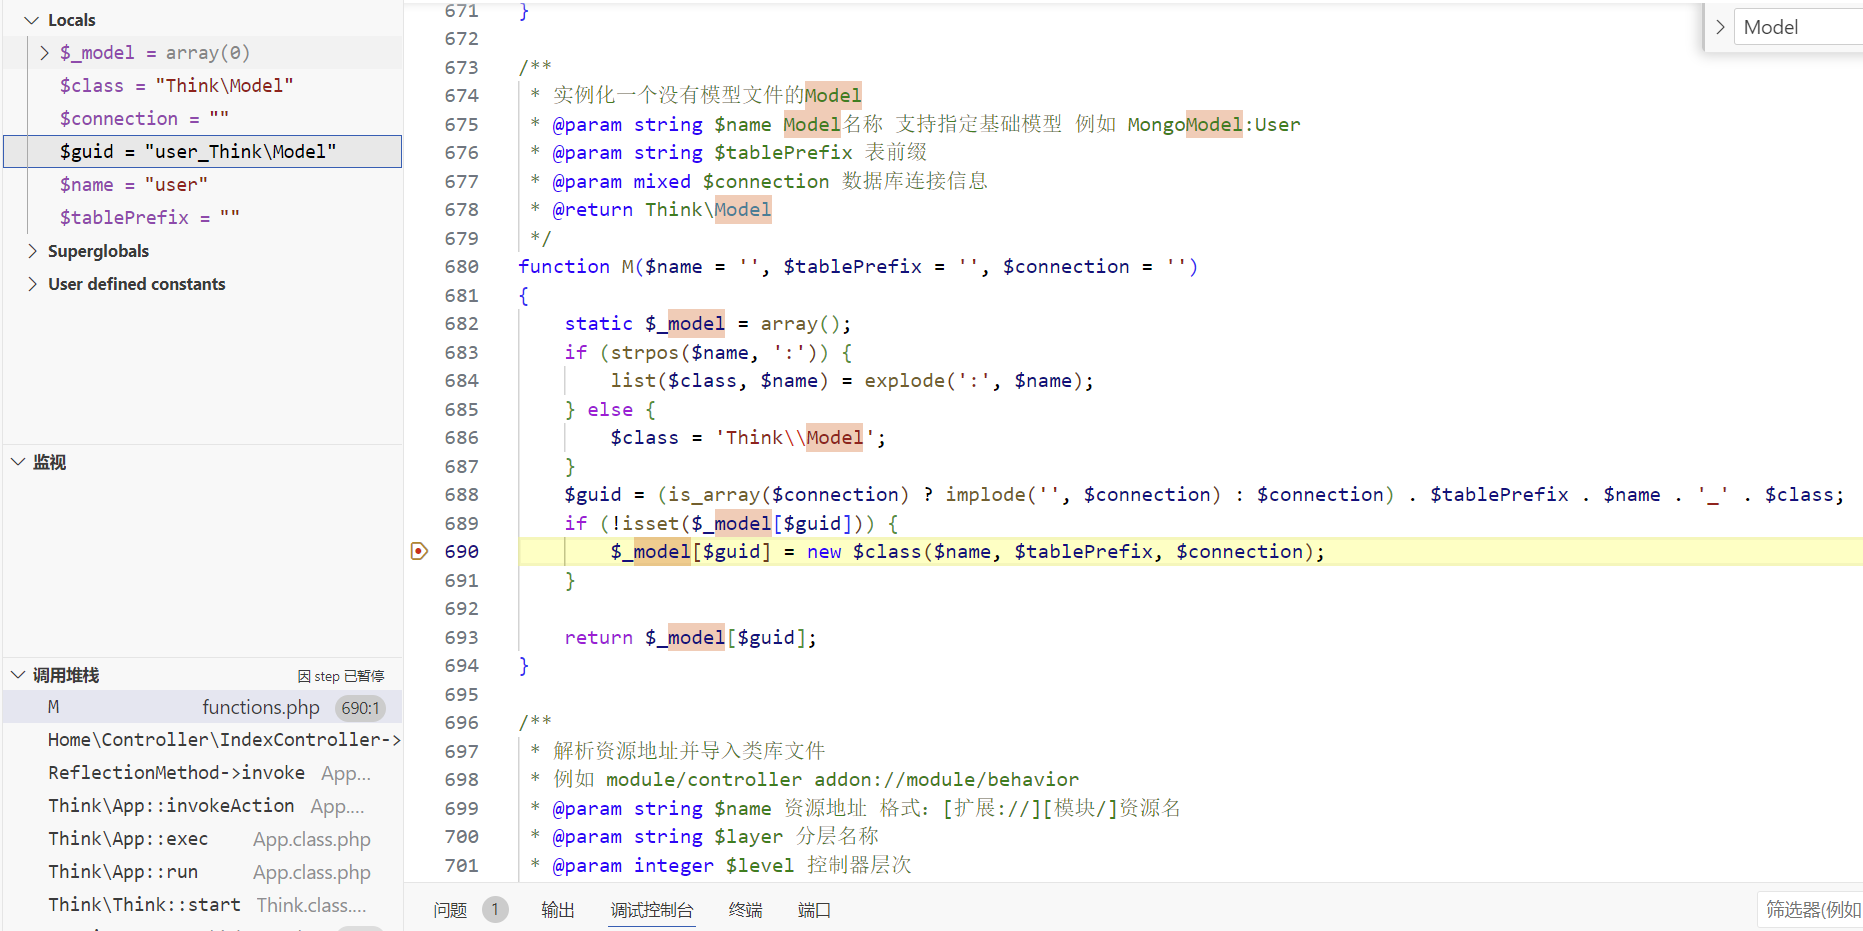 Locals
$_model = array(0)
$class = "Think\Model"
$connection = ""
$guid = "user_Think\Model"
$name = "user"
$tablePrefix = ""
Superglobals
User defined constants
监视
调用堆栈 因 step 已暂停
M functions.php 690:1
Home\Controller\IndexController->
ReflectionMethod->invoke App...
Think\App::invokeAction App....
Think\App::exec App.class.php
Think\App::run App.class.php
Think\Think::start Think.class....
Model
671 }
672
673 /**
674 * 实例化一个没有模型文件的Model
675 * @param string $name Model名称 支持指定基础模型 例如 MongoModel:User
676 * @param string $tablePrefix 表前缀
677 * @param mixed $connection 数据库连接信息
678 * @return Think\Model
679 */
680 function M($name = '', $tablePrefix = '', $connection = '')
681 {
682 static $_model = array();
683 if (strpos($name, ':')) {
684 list($class, $name) = explode(':', $name);
685 } else {
686 $class = 'Think\\Model';
687 }
688 $guid = (is_array($connection) ? implode('', $connection) : $connection) . $tablePrefix . $name . '_' . $class;
689 if (!isset($_model[$guid])) {
690 $_model[$guid] = new $class($name, $tablePrefix, $connection);
691 }
692
693 return $_model[$guid];
694 }
695
696 /**
697 * 解析资源地址并导入类库文件
698 * 例如 module/controller addon://module/behavior
699 * @param string $name 资源地址 格式：[扩展://][模块/]资源名
700 * @param string $layer 分层名称
701 * @param integer $level 控制器层次
问题 1 输出 调试控制台 终端 端口
筛选器(例如